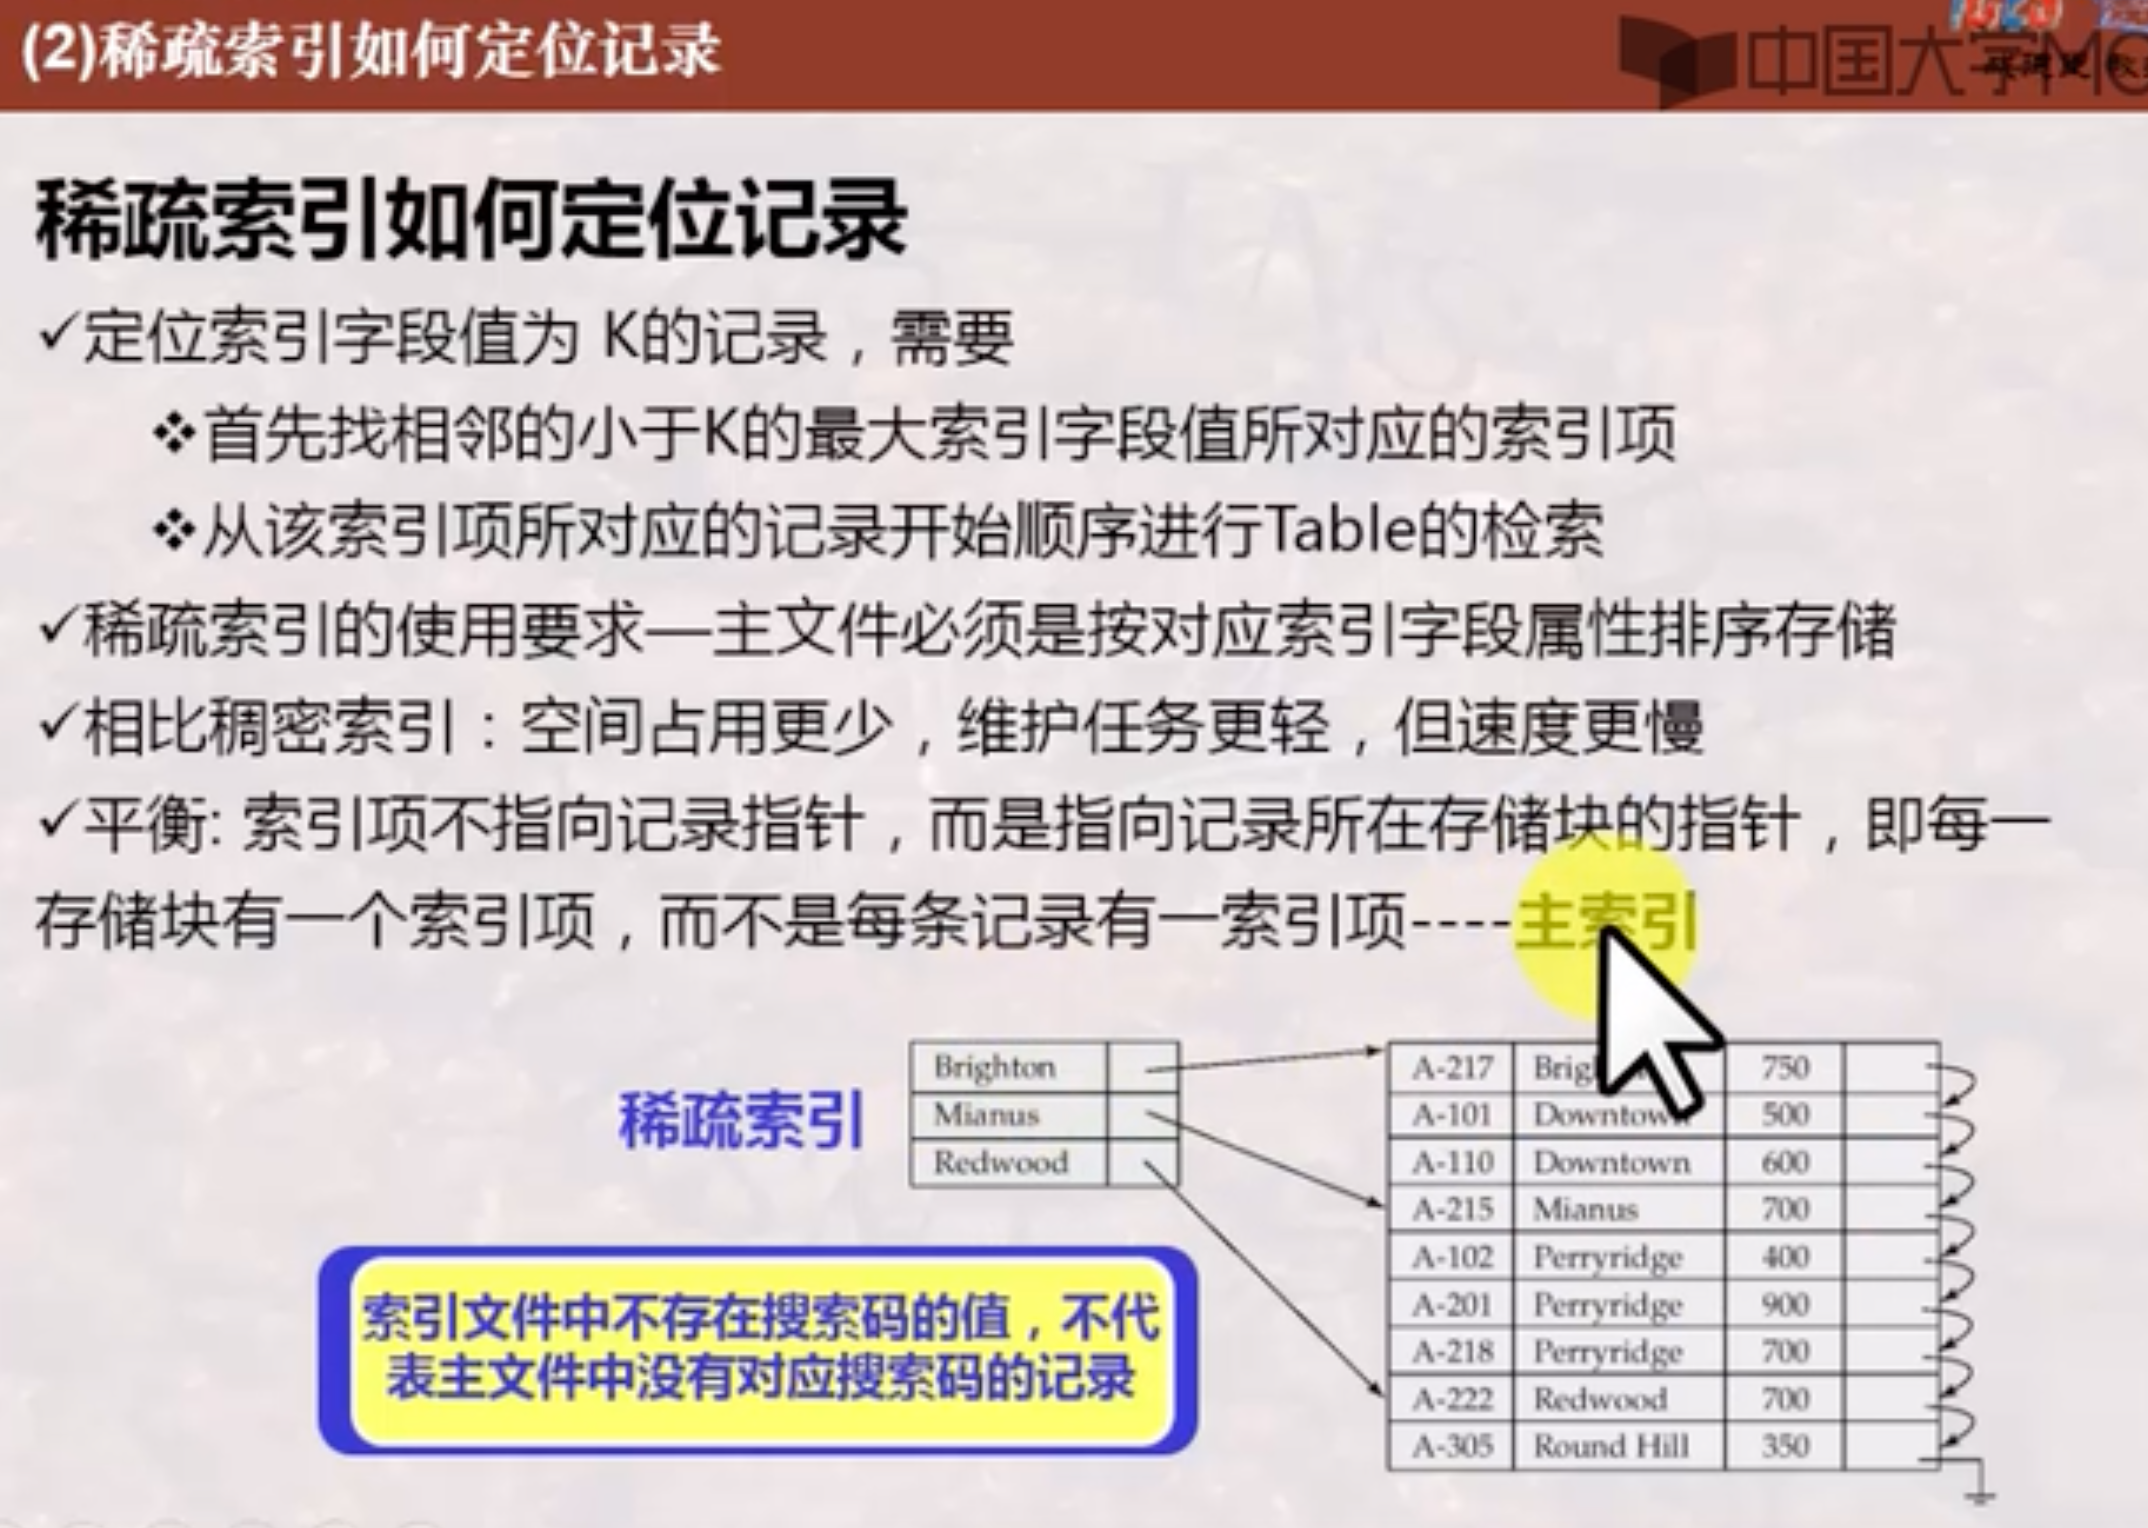 (2)稀疏索引如何定位记录
中国大学MO
稀疏索引如何定位记录
✓定位索引字段值为 K的记录，需要
❖首先找相邻的小于K的最大索引字段值所对应的索引项
❖从该索引项所对应的记录开始顺序进行Table的检索
✓稀疏索引的使用要求—主文件必须是按对应索引字段属性排序存储
✓相比稠密索引：空间占用更少，维护任务更轻，但速度更慢
✓平衡: 索引项不指向记录指针，而是指向记录所在存储块的指针，即每一
存储块有一个索引项，而不是每条记录有一索引项----主索引
稀疏索引
Brighton
Mianus
Redwood
A-217 750
A-101 Downtown 500
A-110 Downtown 600
A-215 Mianus 700
A-102 Perryridge 400
A-201 Perryridge 900
A-218 Perryridge 700
A-222 Redwood 700
A-305 Round Hill 350
索引文件中不存在搜索码的值，不代
表主文件中没有对应搜索码的记录